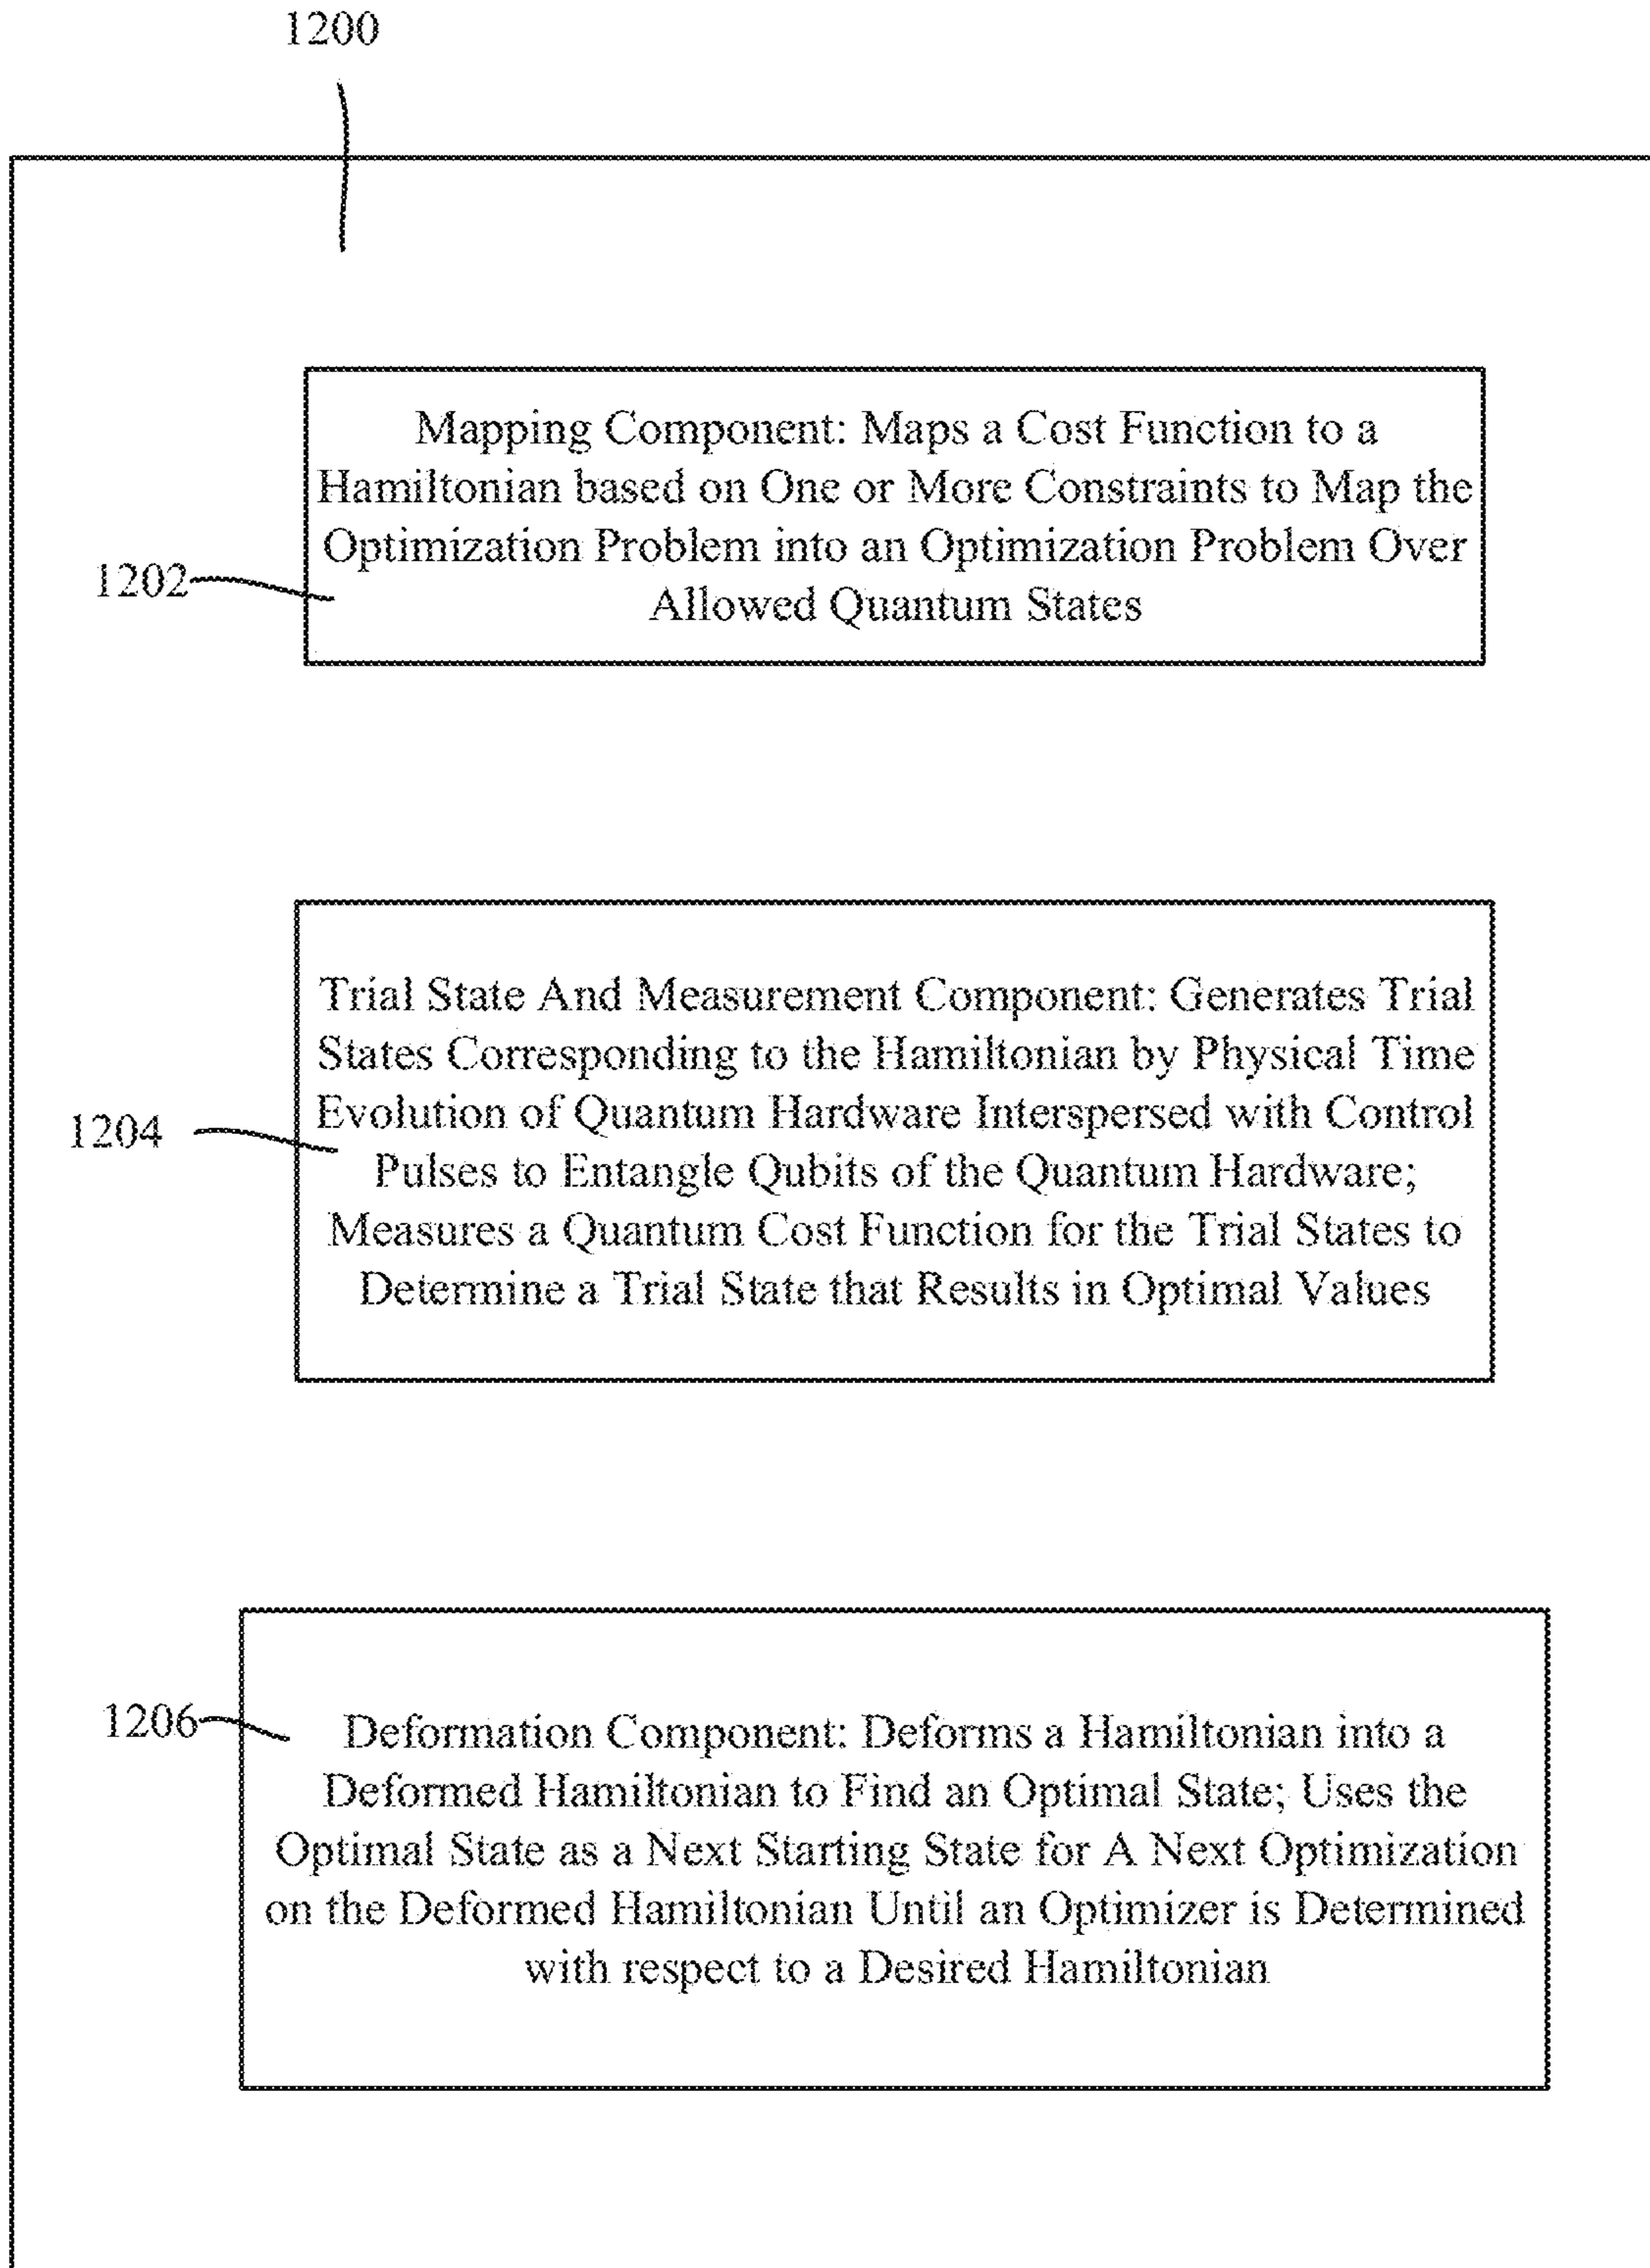 1200
Mapping Component: Maps a Cost Function to a
Hamiltonian based on One or More Constraints to Map the
Optimization Problem into an Optimization Problem Over
1202
Allowed Quantum States
Trial State And Measurement Component: Generates Trial
States Corresponding to the Hamiltonian by Physical Time
Evolution of Quantum Hardware Interspersed with Control
1204
Pulses to Entangle Qubits of the Quantum Hardware;
Measures a Quantum Cost Function for the Trial States to
Determine a Trial State that Results in Optimal Values
1206
Deformation Component: Deforms a Hamiltonian into a
Deformed Hamiltonian to Find an Optimal State; Uses the
Optimal State as a Next Starting State for A Next Optimization
on the Deformed Hamiltonian Until an Optimizer is Determined
with respect to a Desired Hamiltonian